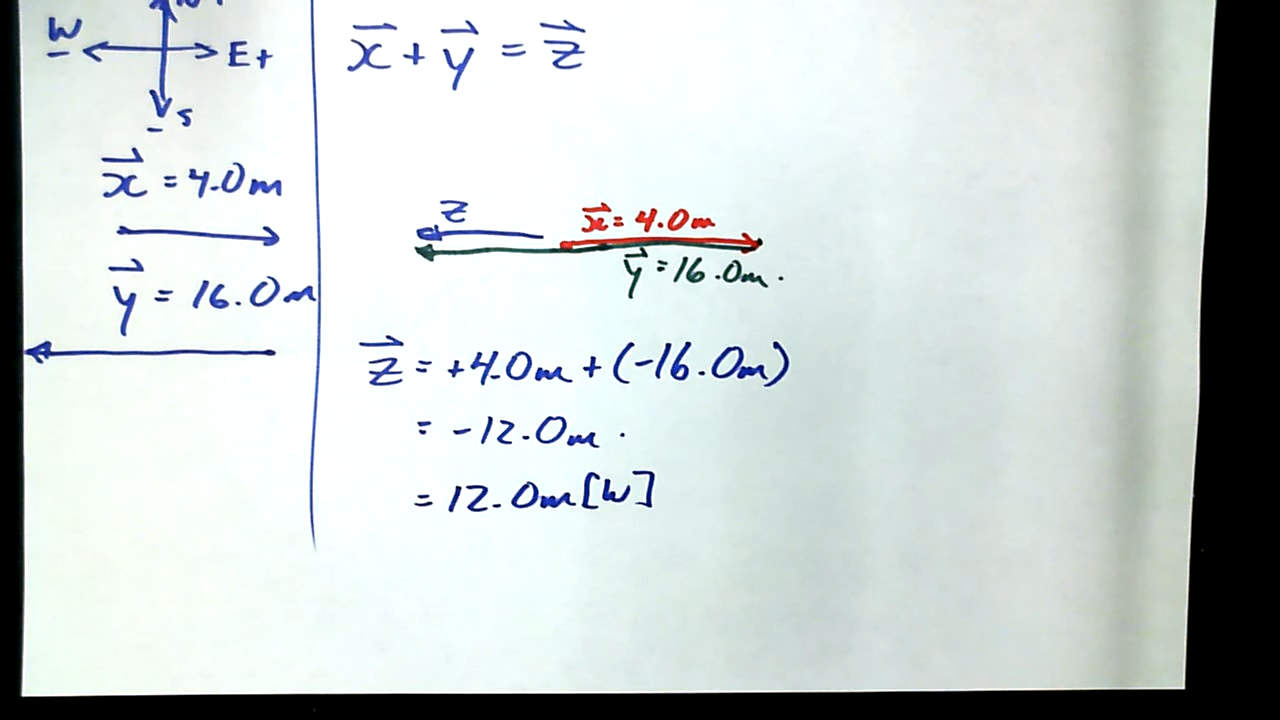 W
-
E+
S
-
x⃗ = 4.0m
y⃗ = 16.0m
x⃗ + y⃗ = z⃗
z
x⃗ = 4.0m
y⃗ = 16.0m.
z⃗ = +4.0m + (-16.0m)
= -12.0m.
= 12.0m [W]